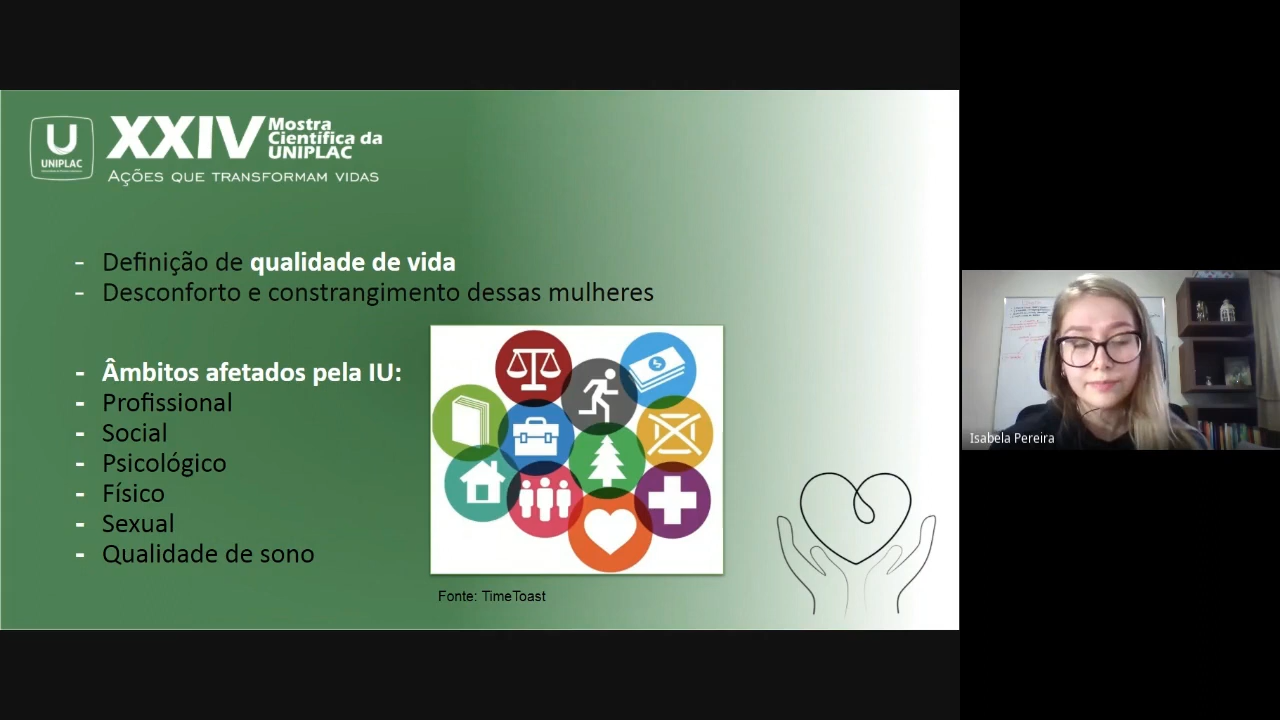 U
UNIPLAC
XXIV Mostra
Científica da
UNIPLAC
AÇÕES QUE TRANSFORMAM VIDAS
- Definição de qualidade de vida
- Desconforto e constrangimento dessas mulheres
- Âmbitos afetados pela IU:
- Profissional
- Social
- Psicológico
- Físico
- Sexual
- Qualidade de sono
Fonte: TimeToast
Isabela Pereira